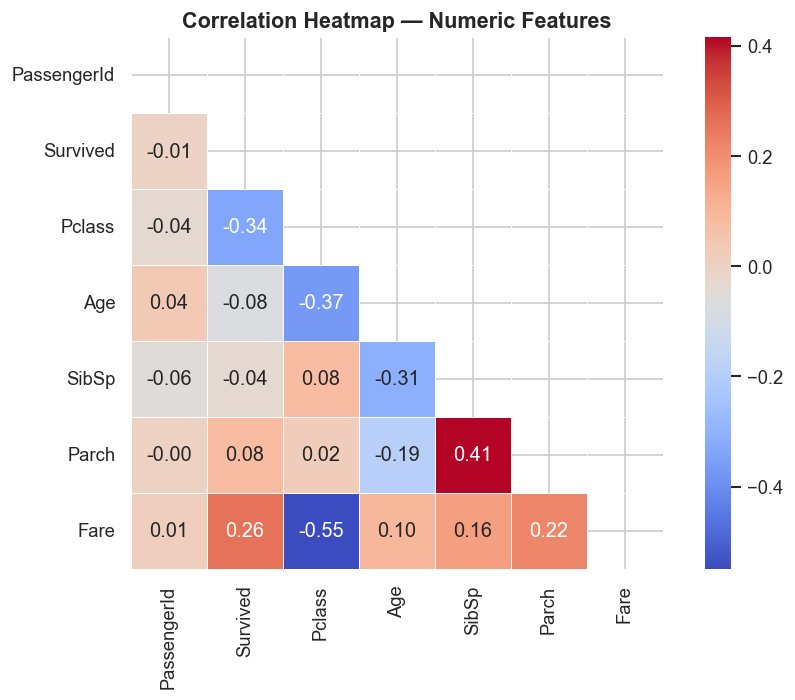 Correlation Heatmap — Numeric Features
PassengerId
Survived -0.01
Pclass -0.04 -0.34
Age 0.04 -0.08 -0.37
SibSp -0.06 -0.04 0.08 -0.31
Parch -0.00 0.08 0.02 -0.19 0.41
Fare 0.01 0.26 -0.55 0.10 0.16 0.22
PassengerId Survived Pclass Age SibSp Parch Fare
0.4
0.2
0.0
−0.2
−0.4